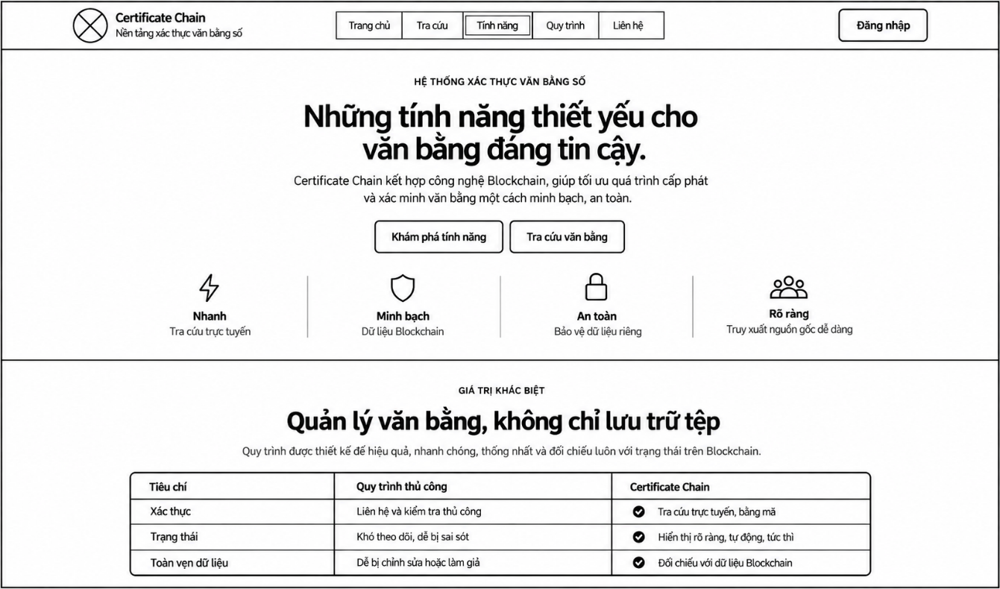 Certificate Chain
Nền tảng xác thực văn bằng số
Trang chủ
Tra cứu
Tính năng
Quy trình
Liên hệ
Đăng nhập
HỆ THỐNG XÁC THỰC VĂN BẰNG SỐ
Những tính năng thiết yếu cho
văn bằng đáng tin cậy.
Certificate Chain kết hợp công nghệ Blockchain, giúp tối ưu quá trình cấp phát
và xác minh văn bằng một cách minh bạch, an toàn.
Khám phá tính năng
Tra cứu văn bằng
Nhanh
Tra cứu trực tuyến
Minh bạch
Dữ liệu Blockchain
An toàn
Bảo vệ dữ liệu riêng
Rõ ràng
Truy xuất nguồn gốc dễ dàng
GIÁ TRỊ KHÁC BIỆT
Quản lý văn bằng, không chỉ lưu trữ tệp
Quy trình được thiết kế để hiệu quả, nhanh chóng, thống nhất và đối chiếu luôn với trạng thái trên Blockchain.
Tiêu chí
Quy trình thủ công
Certificate Chain
Xác thực
Liên hệ và kiểm tra thủ công
Tra cứu trực tuyến, bằng mã
Trạng thái
Khó theo dõi, dễ bị sai sót
Hiển thị rõ ràng, tự động, tức thì
Toàn vẹn dữ liệu
Dễ bị chỉnh sửa hoặc làm giả
Đối chiếu với dữ liệu Blockchain